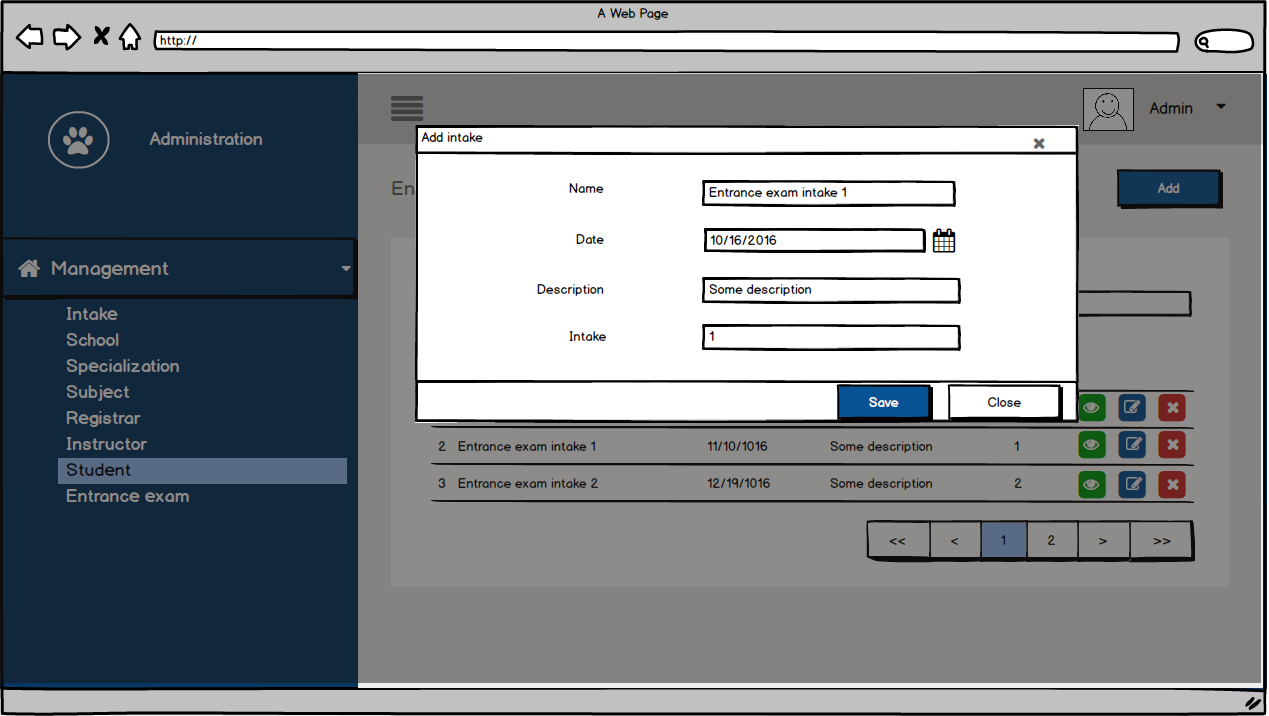 A Web Page
http://
Administration
Admin
Add intake
En
Add
Name
Entrance exam intake 1
Date
10/16/2016
Description
Some description
Intake
1
Save
Close
Management
Intake
School
Specialization
Subject
Registrar
Instructor
Student
Entrance exam
2 Entrance exam intake 1 11/10/1016 Some description 1
3 Entrance exam intake 2 12/19/1016 Some description 2
<< < 1 2 > >>